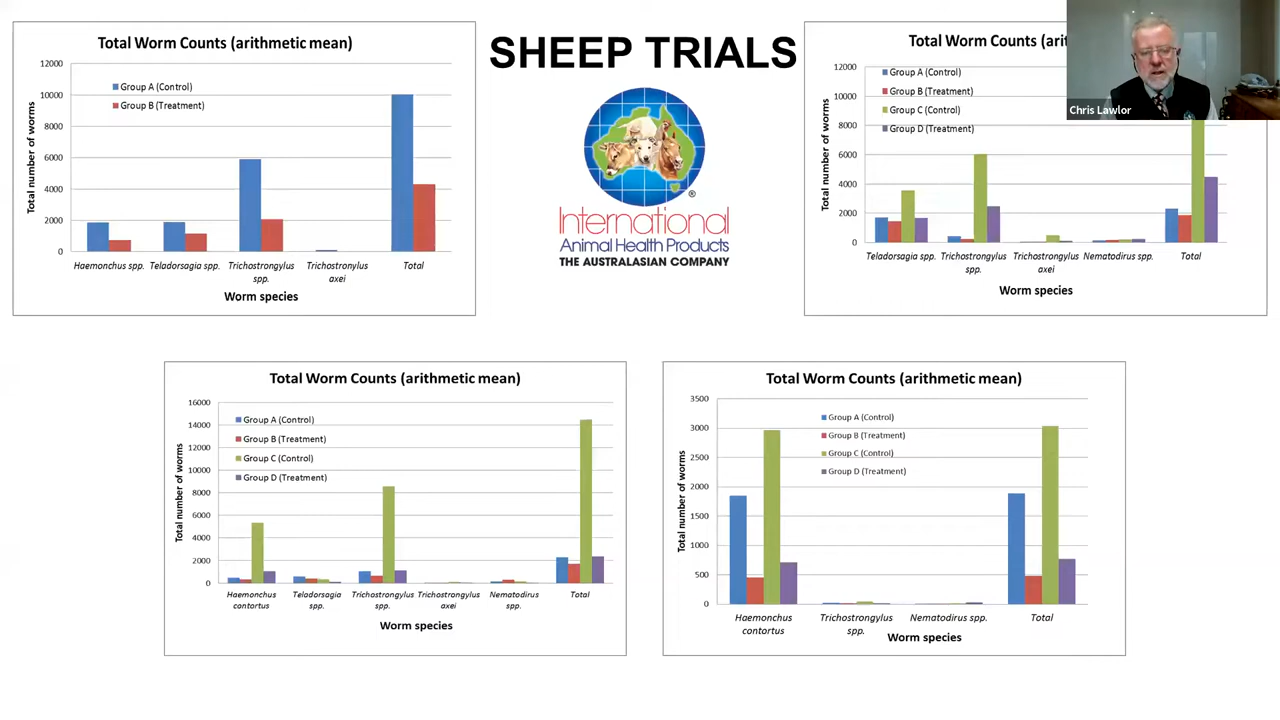 Total Worm Counts (arithmetic mean)
12000
10000
8000
6000
4000
2000
0
Total number of worms
Group A (Control)
Group B (Treatment)
Haemonchus spp.
Teladorsagia spp.
Trichostrongylus spp.
Trichostronylus axei
Total
Worm species
SHEEP TRIALS
®
International
Animal Health Products
THE AUSTRALASIAN COMPANY
Total Worm Counts (ari
12000
10000
8000
6000
4000
2000
0
Total number of worms
Group A (Control)
Group B (Treatment)
Group C (Control)
Group D (Treatment)
Teladorsagia spp.
Trichostrongylus spp.
Trichostrongylus axei
Nematodirus spp.
Total
Worm species
Chris Lawlor
Total Worm Counts (arithmetic mean)
16000
14000
12000
10000
8000
6000
4000
2000
0
Total number of worms
Group A (Control)
Group B (Treatment)
Group C (Control)
Group D (Treatment)
Haemonchus contortus
Teladorsagia spp.
Trichostrongylus spp.
Trichostrongylus axei
Nematodirus spp.
Total
Worm species
Total Worm Counts (arithmetic mean)
3500
3000
2500
2000
1500
1000
500
0
Total number of worms
Group A (Control)
Group B (Treatment)
Group C (Control)
Group D (Treatment)
Haemonchus contortus
Trichostrongylus spp.
Nematodirus spp.
Total
Worm species